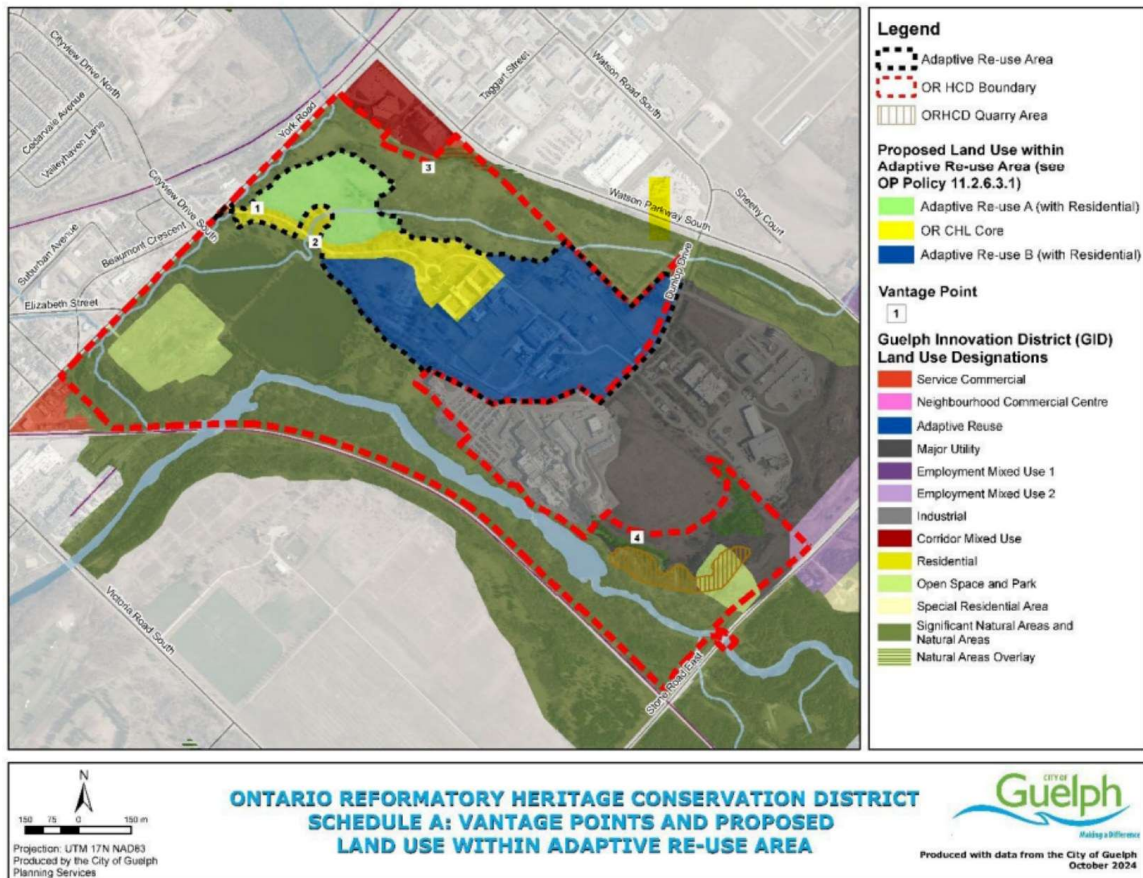 Cityview Drive North
Cedarvale Avenue
Valleyhaven Lane
York Road
Taggart Street
Watson Road South
Cityview Drive South
Beaumont Crescent
Suburban Avenue
Elizabeth Street
Watson Parkway South
Sheehy Court
Dunlop Drive
Victoria Road South
Stone Road East
1
2
3
4
Legend
Adaptive Re-use Area
OR HCD Boundary
ORHCD Quarry Area
Proposed Land Use within
Adaptive Re-use Area (see
OP Policy 11.2.6.3.1)
Adaptive Re-use A (with Residential)
OR CHL Core
Adaptive Re-use B (with Residential)
Vantage Point
1
Guelph Innovation District (GID)
Land Use Designations
Service Commercial
Neighbourhood Commercial Centre
Adaptive Reuse
Major Utility
Employment Mixed Use 1
Employment Mixed Use 2
Industrial
Corridor Mixed Use
Residential
Open Space and Park
Special Residential Area
Significant Natural Areas and
Natural Areas
Natural Areas Overlay
N
150 75 0 150 m
Projection: UTM 17N NAD83
Produced by the City of Guelph
Planning Services
ONTARIO REFORMATORY HERITAGE CONSERVATION DISTRICT
SCHEDULE A: VANTAGE POINTS AND PROPOSED
LAND USE WITHIN ADAPTIVE RE-USE AREA
CITY OF
Guelph
Making a Difference
Produced with data from the City of Guelph
October 2024